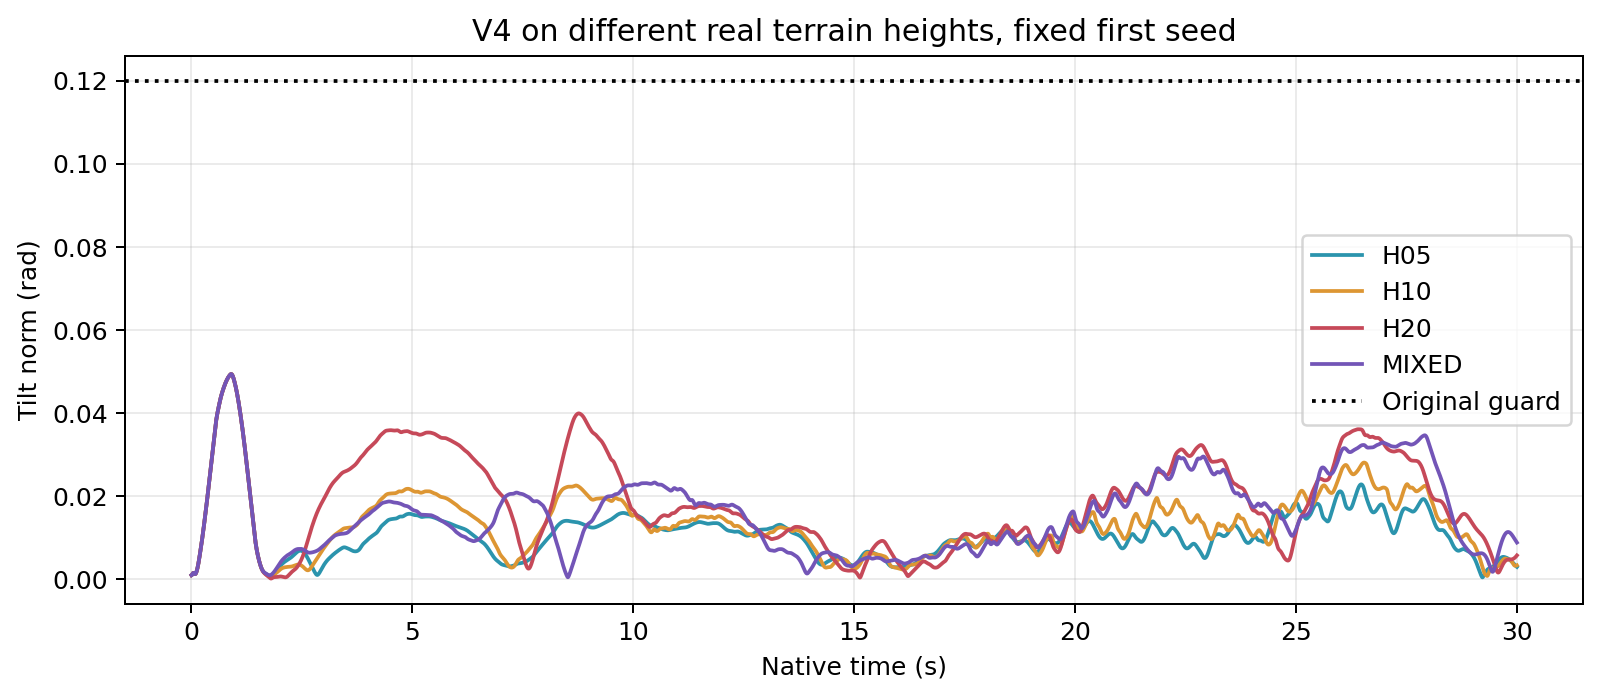 V4 on different real terrain heights, fixed first seed
Tilt norm (rad)
0.12
0.10
0.08
0.06
0.04
0.02
0.00
H05
H10
H20
MIXED
Original guard
0 5 10 15 20 25 30
Native time (s)